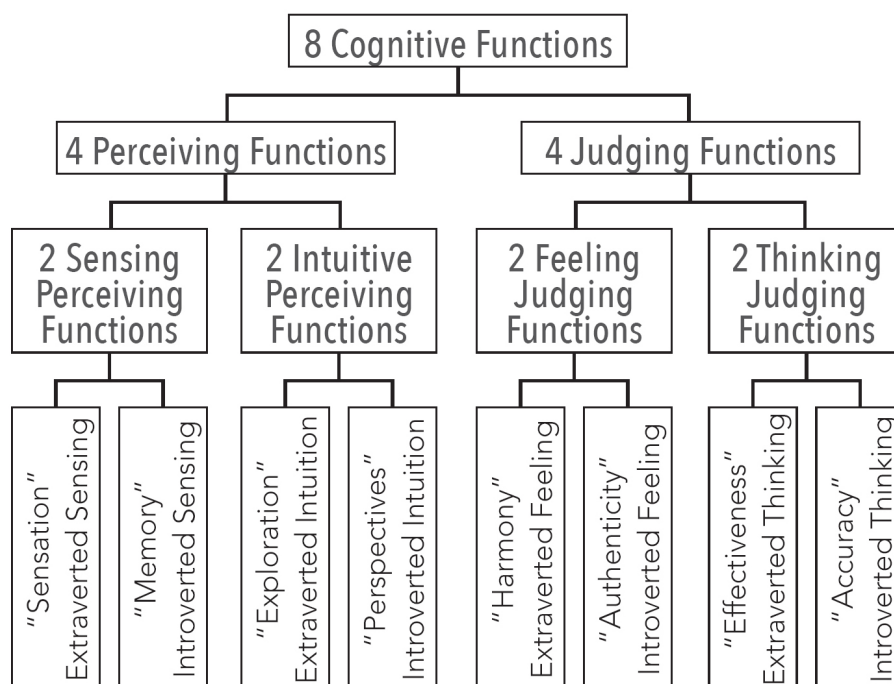 8 Cognitive Functions
4 Perceiving Functions
4 Judging Functions
2 Sensing
Perceiving
Functions
2 Intuitive
Perceiving
Functions
2 Feeling
Judging
Functions
2 Thinking
Judging
Functions
“Sensation”
Extraverted Sensing
“Memory”
Introverted Sensing
“Exploration”
Extraverted Intuition
“Perspectives”
Introverted Intuition
“Harmony”
Extraverted Feeling
“Authenticity”
Introverted Feeling
“Effectiveness”
Extraverted Thinking
“Accuracy”
Introverted Thinking